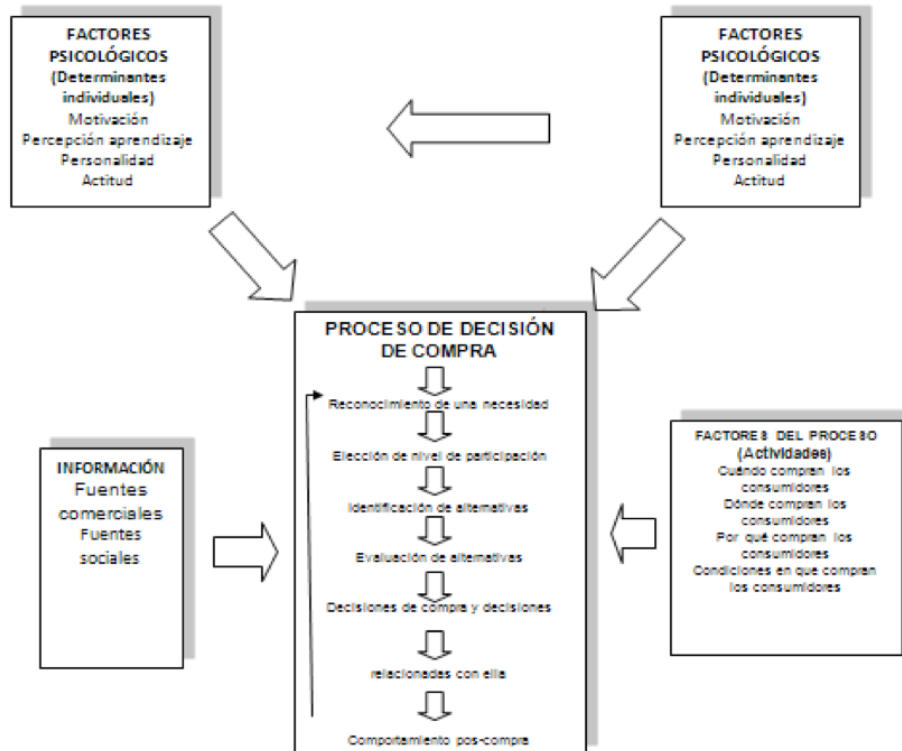 FACTORES
PSICOLÓGICOS
(Determinantes
individuales)
Motivación
Percepción aprendizaje
Personalidad
Actitud
FACTORES
PSICOLÓGICOS
(Determinantes
individuales)
Motivación
Percepción aprendizaje
Personalidad
Actitud
PROCESO DE DECISIÓN
DE COMPRA
Reconocimiento de una necesidad
Elección de nivel de participación
Identificación de alternativas
Evaluación de alternativas
Decisiones de compra y decisiones
relacionadas con ella
Comportamiento pos-compra
INFORMACIÓN
Fuentes
comerciales
Fuentes
sociales
FACTORES DEL PROCESO
(Actividades)
Cuándo compran los
consumidores
Dónde compran los
consumidores
Por qué compran los
consumidores
Condiciones en que compran
los consumidores